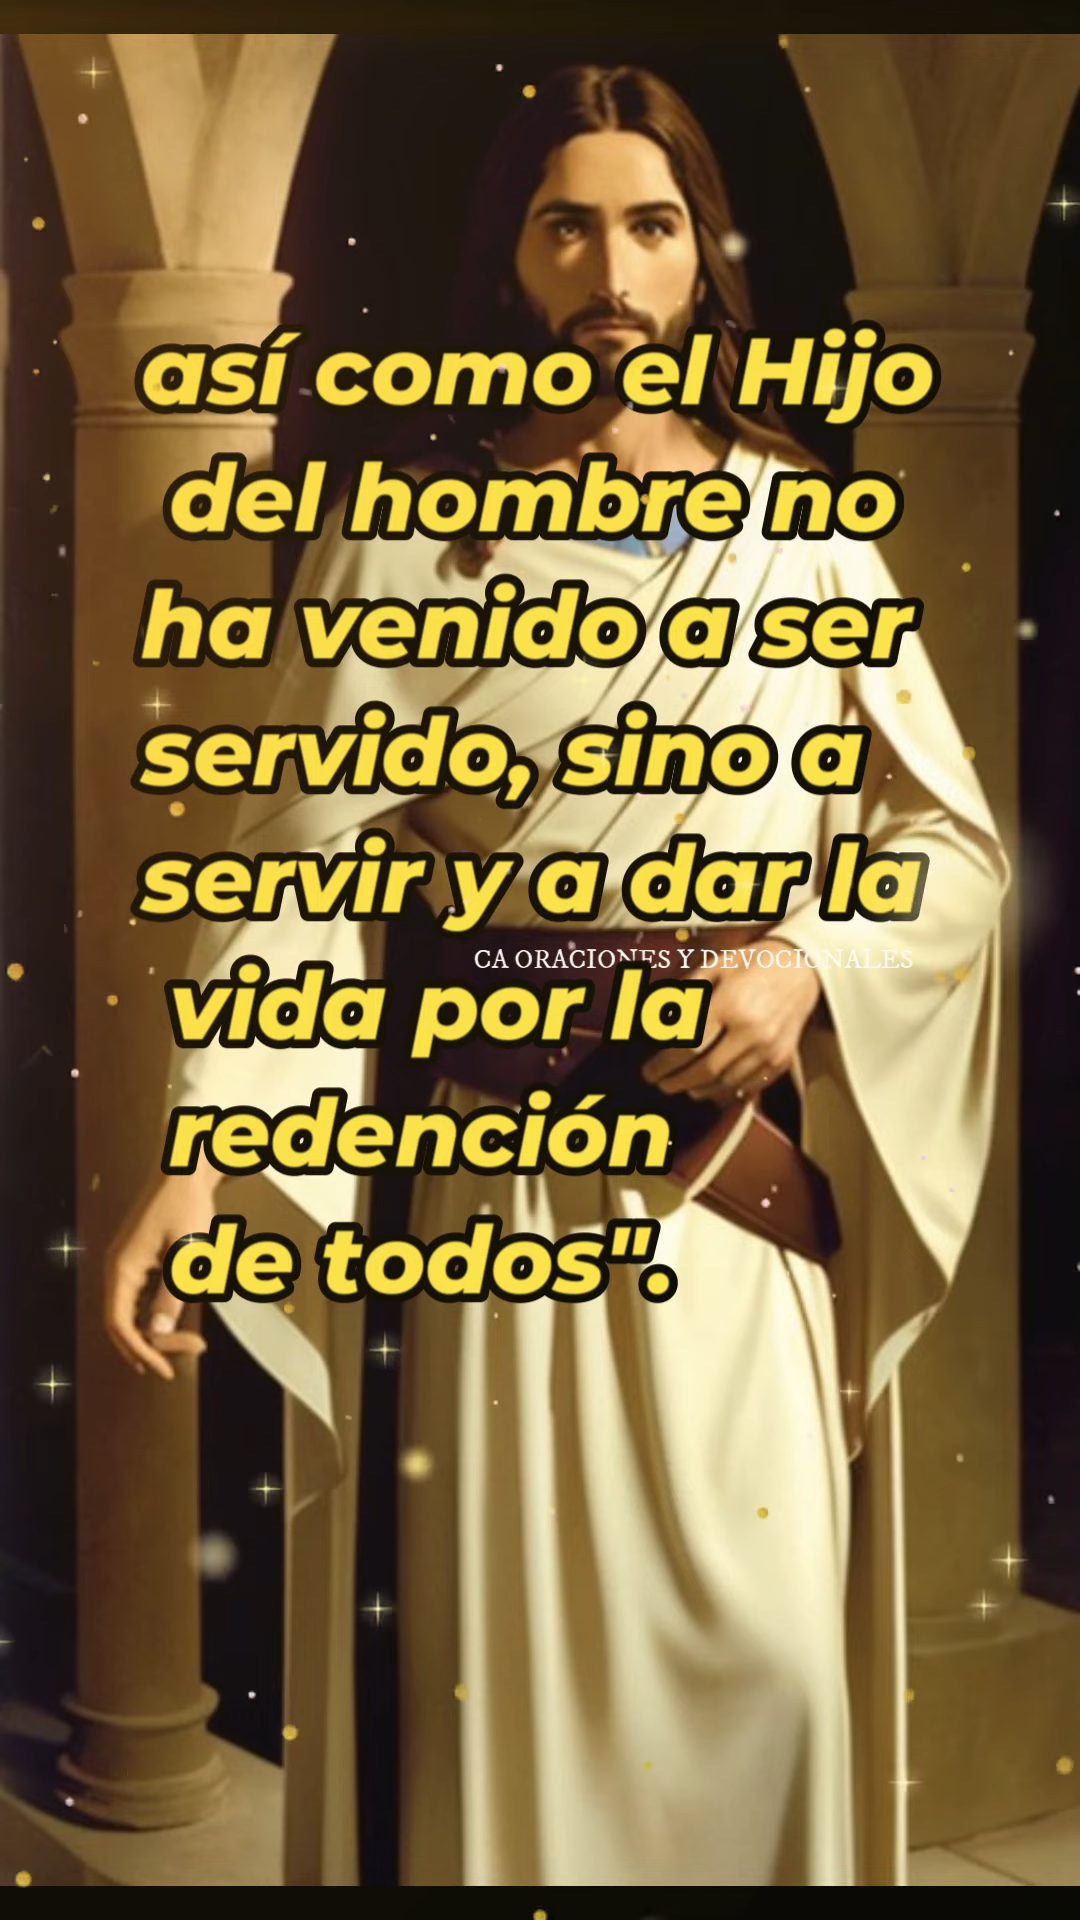 así como el Hijo
del hombre no
ha venido a ser
servido, sino a
servir y a dar la
CA ORACIONES Y DEVOCIONALES
vida por la
redención
de todos".